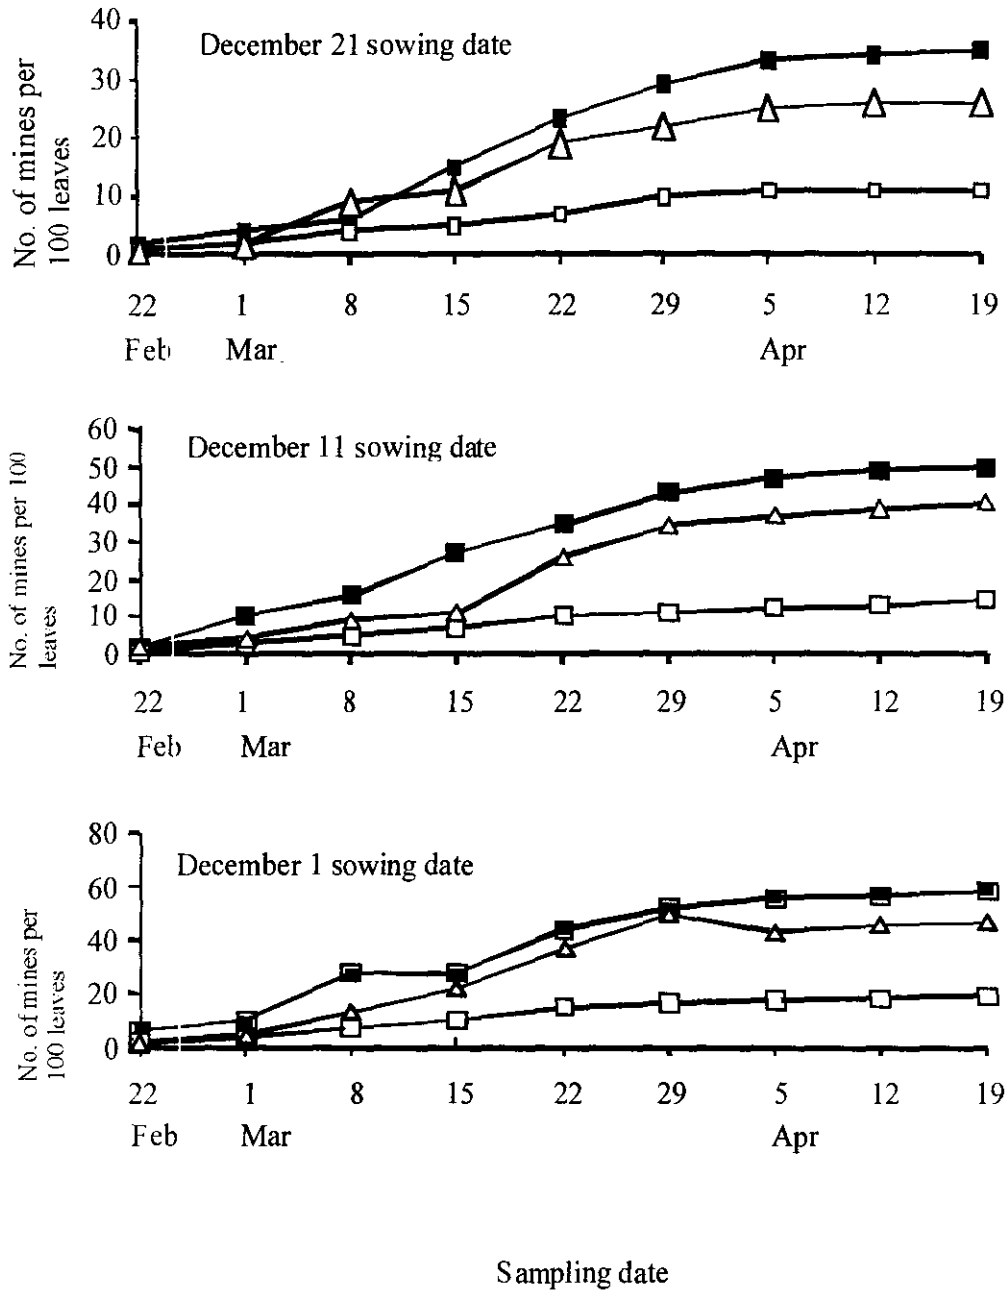 December 21 sowing date
No. of mines per
100 leaves
40
30
20
10
0
22 1 8 15 22 29 5 12 19
Feb Mar Apr
December 11 sowing date
No. of mines per 100
leaves
60
50
40
30
20
10
0
22 1 8 15 22 29 5 12 19
Feb Mar Apr
December 1 sowing date
No. of mines per
100 leaves
80
60
40
20
0
22 1 8 15 22 29 5 12 19
Feb Mar Apr
Sampling date